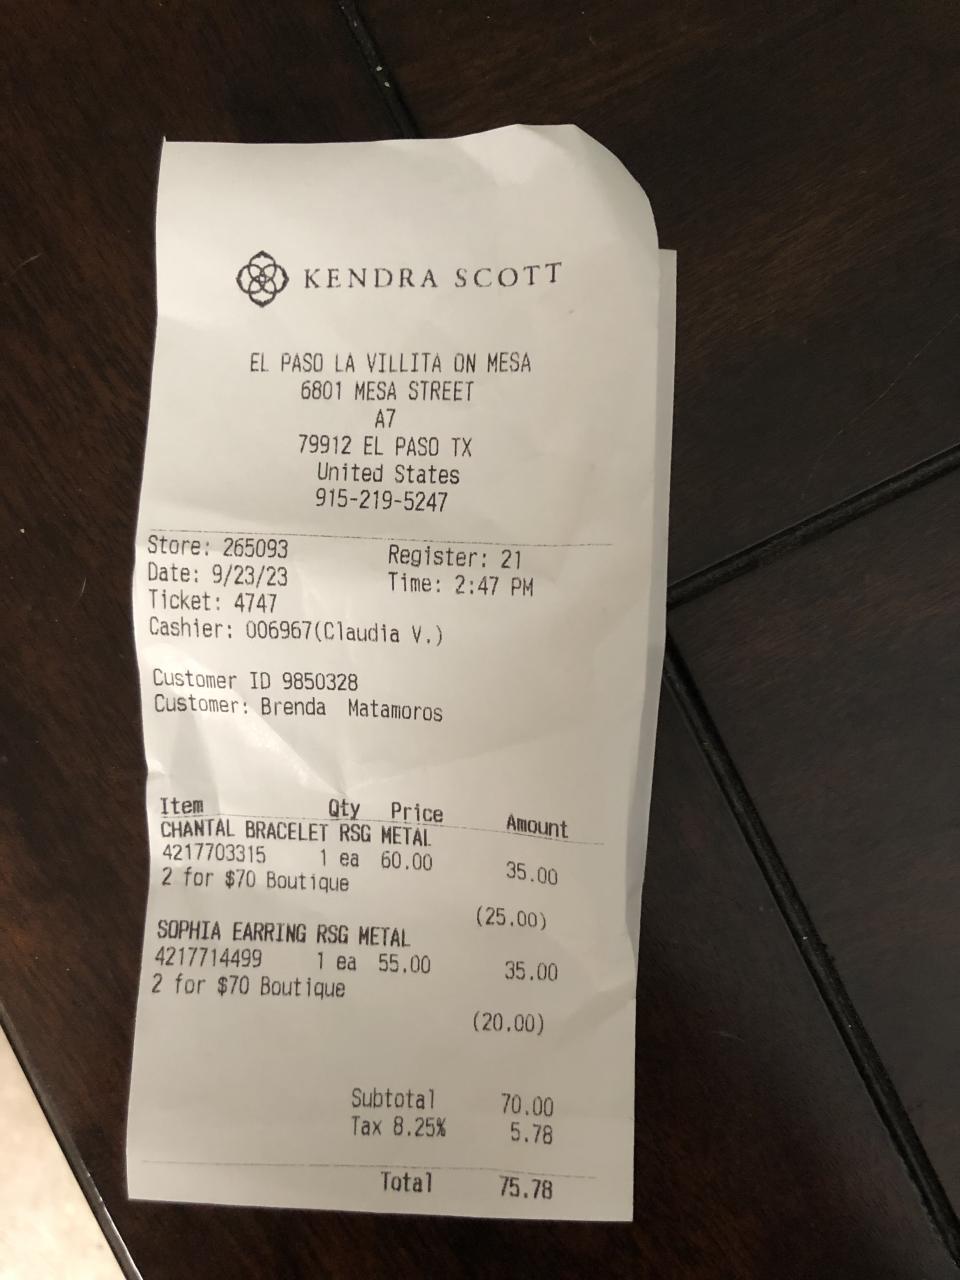 KENDRA SCOTT
EL PASO LA VILLITA ON MESA
6801 MESA STREET
A7
79912 EL PASO TX
United States
915-219-5247
Store: 265093 Register: 21
Date: 9/23/23 Time: 2:47 PM
Ticket: 4747
Cashier: 006967(Claudia V.)
Customer ID 9850328
Customer: Brenda Matamoros
Item Qty Price Amount
CHANTAL BRACELET RSG METAL
4217703315 1 ea 60.00 35.00
2 for $70 Boutique
(25.00)
SOPHIA EARRING RSG METAL
4217714499 1 ea 55.00 35.00
2 for $70 Boutique
(20.00)
Subtotal 70.00
Tax 8.25% 5.78
Total 75.78